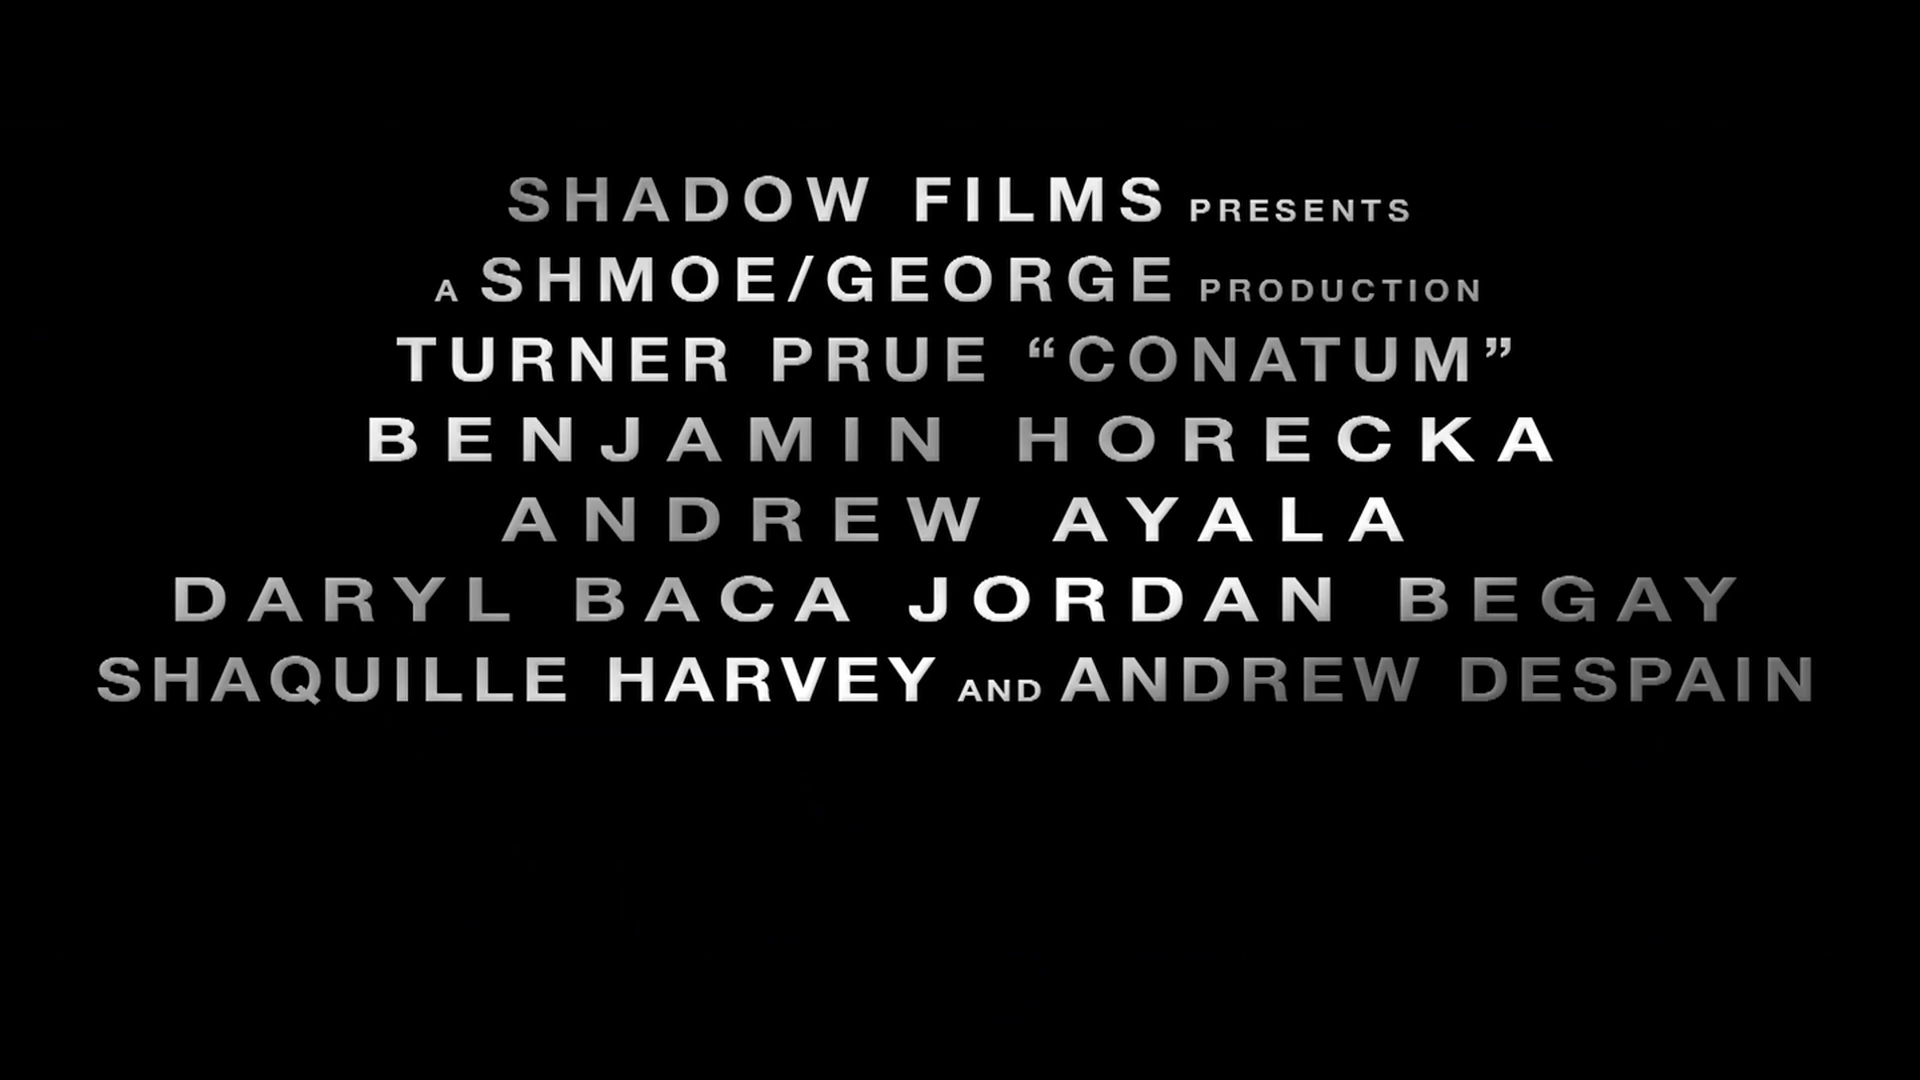 SHADOW FILMS PRESENTS
A SHMOE/GEORGE PRODUCTION
TURNER PRUE “CONATUM”
BENJAMIN HORECKA
ANDREW AYALA
DARYL BACA JORDAN BEGAY
SHAQUILLE HARVEY AND ANDREW DESPAIN